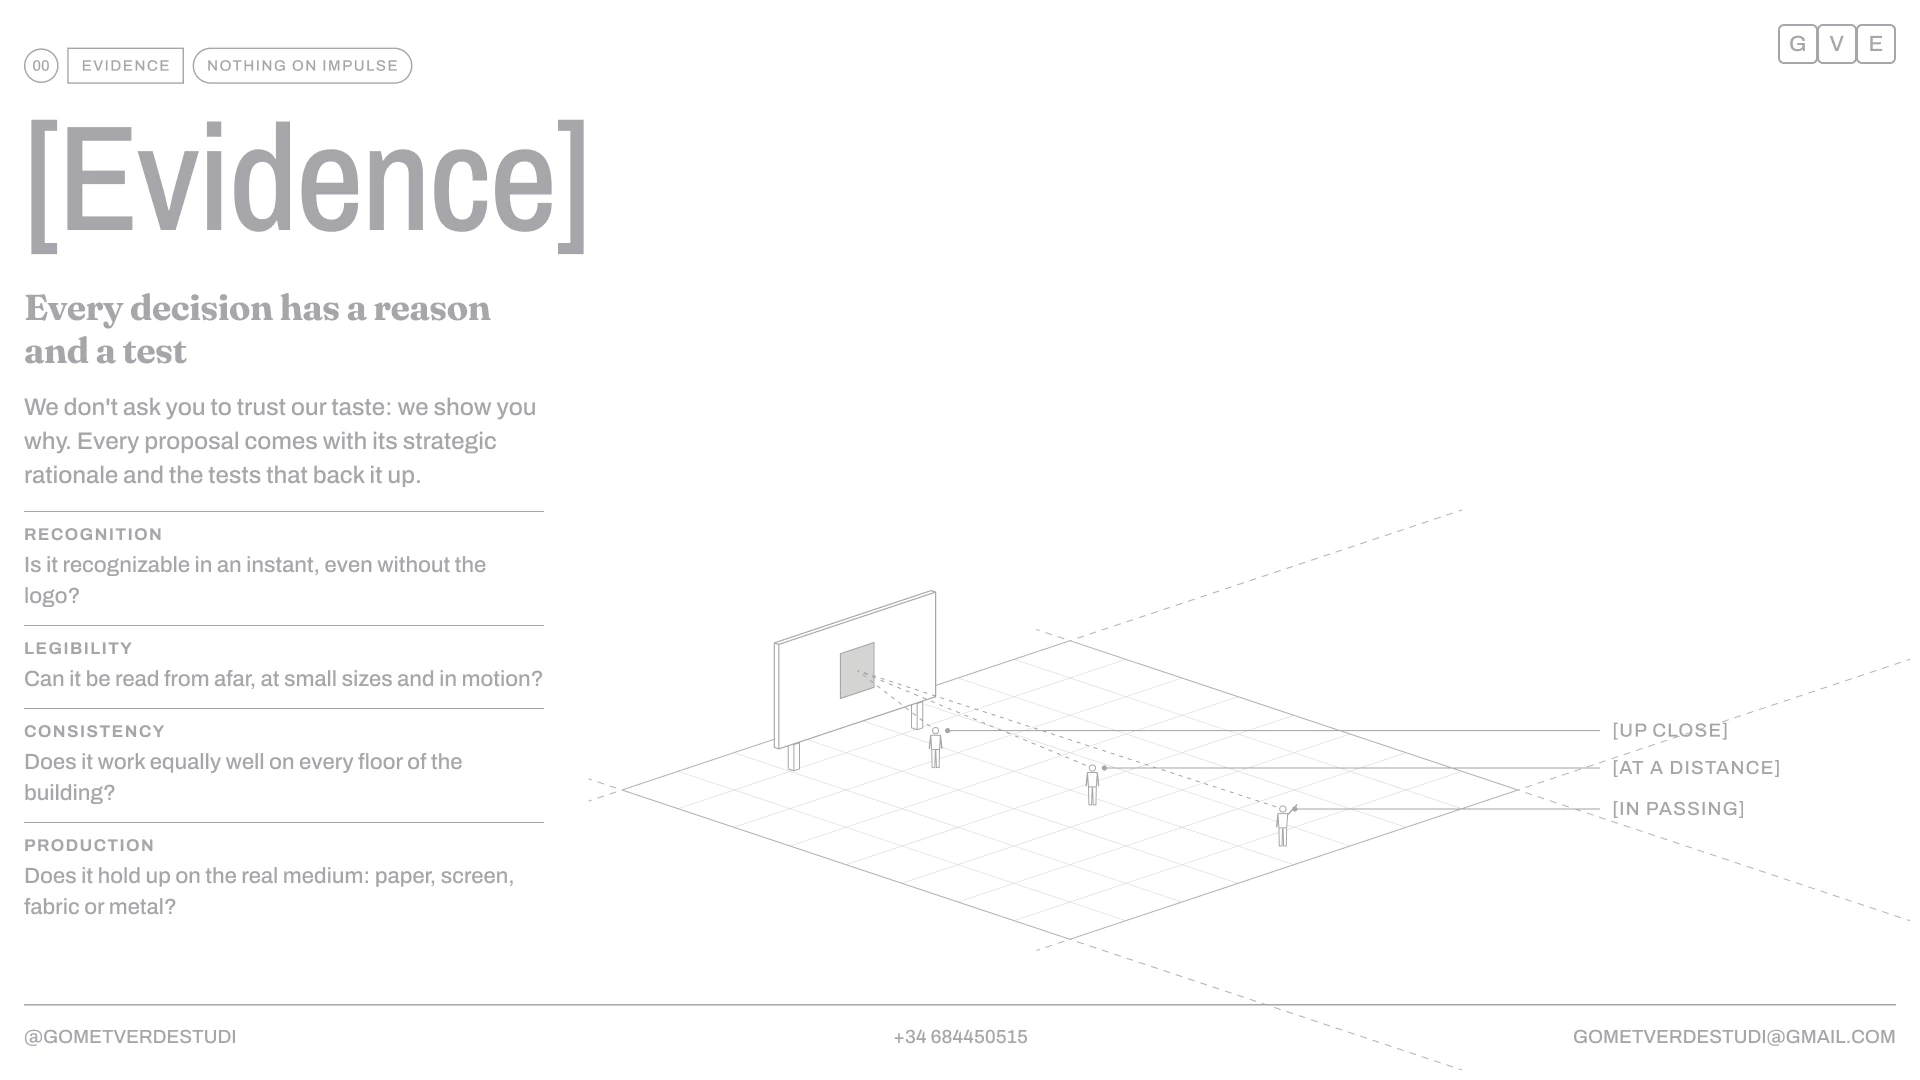 00 EVIDENCE NOTHING ON IMPULSE
G V E
[Evidence]
Every decision has a reason
and a test
We don't ask you to trust our taste: we show you
why. Every proposal comes with its strategic
rationale and the tests that back it up.
RECOGNITION
Is it recognizable in an instant, even without the
logo?
LEGIBILITY
Can it be read from afar, at small sizes and in motion?
CONSISTENCY
Does it work equally well on every floor of the
building?
PRODUCTION
Does it hold up on the real medium: paper, screen,
fabric or metal?
[UP CLOSE]
[AT A DISTANCE]
[IN PASSING]
@GOMETVERDESTUDI
+34 684450515
GOMETVERDESTUDI@GMAIL.COM